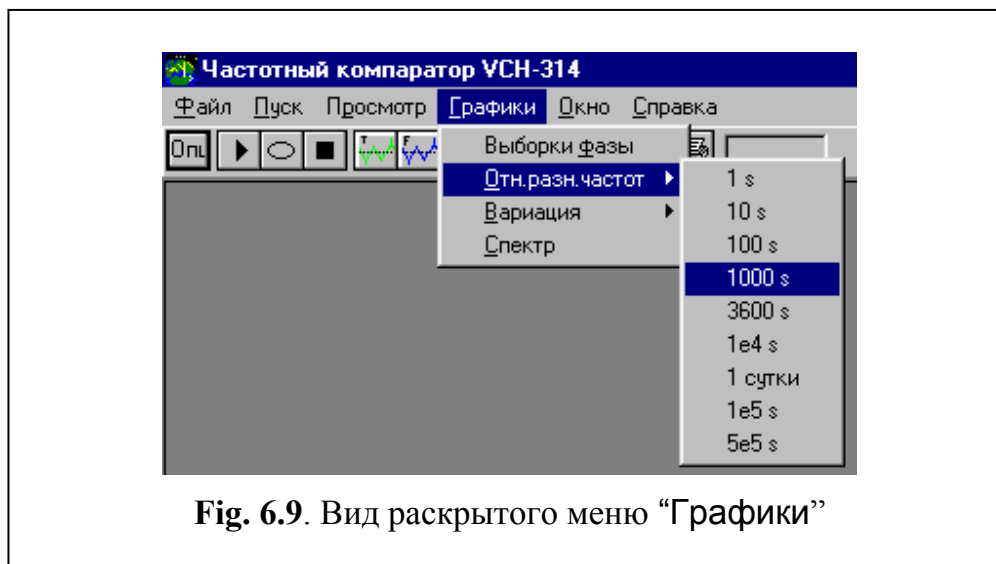 Частотный компаратор VCH-314
Файл Пуск Просмотр Графики Окно Справка
Опц
T
F
Выборки фазы
Отн.разн.частот
Вариация
Спектр
1 s
10 s
100 s
1000 s
3600 s
1e4 s
1 сутки
1e5 s
5e5 s
Fig. 6.9. Вид раскрытого меню “Графики”